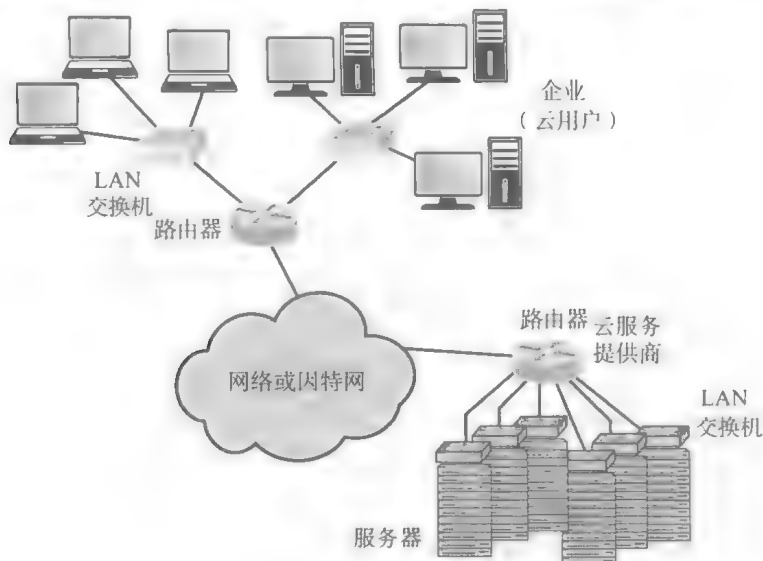 企业
（云用户）
LAN
交换机
路由器
网络或因特网
路由器
云服务
提供商
LAN
交换机
服务器